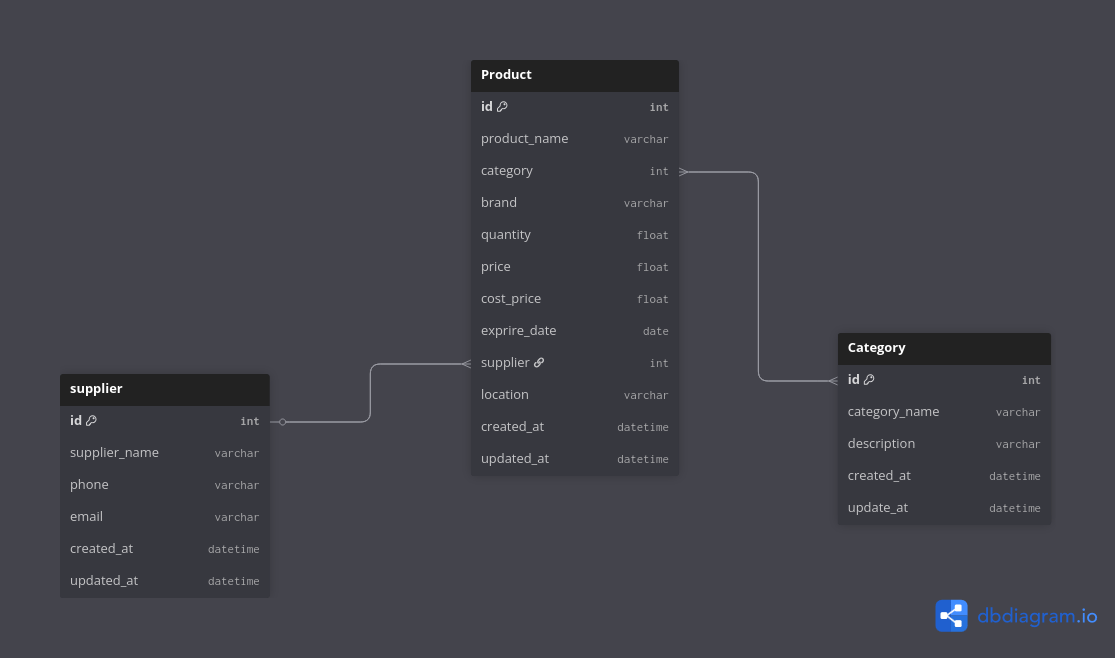 Product
id int
product_name varchar
category int
brand varchar
quantity float
price float
cost_price float
exprire_date date
supplier int
location varchar
created_at datetime
updated_at datetime
Category
id int
category_name varchar
description varchar
created_at datetime
update_at datetime
supplier
id int
supplier_name varchar
phone varchar
email varchar
created_at datetime
updated_at datetime
dbdiagram.io